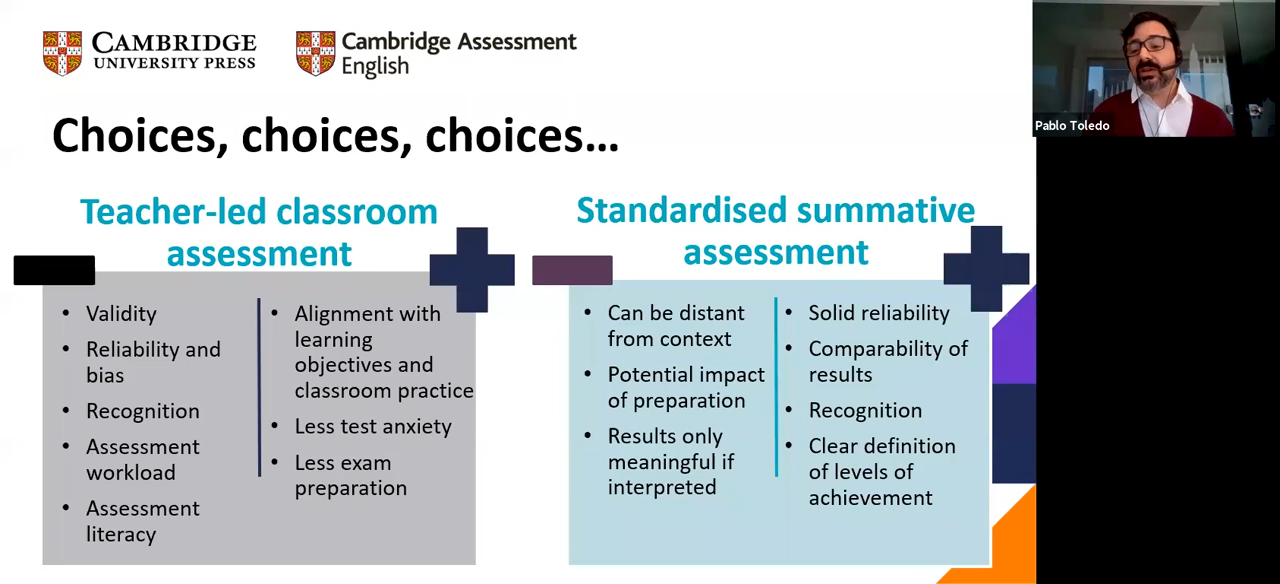 CAMBRIDGE
UNIVERSITY PRESS
Cambridge Assessment
English
Pablo Toledo
Choices, choices, choices...
Teacher-led classroom
assessment
• Validity
• Reliability and
bias
• Recognition
• Assessment
workload
• Assessment
literacy
• Alignment with
learning
objectives and
classroom practice
• Less test anxiety
• Less exam
preparation
Standardised summative
assessment
• Can be distant
from context
• Potential impact
of preparation
• Results only
meaningful if
interpreted
• Solid reliability
• Comparability of
results
• Recognition
• Clear definition
of levels of
achievement